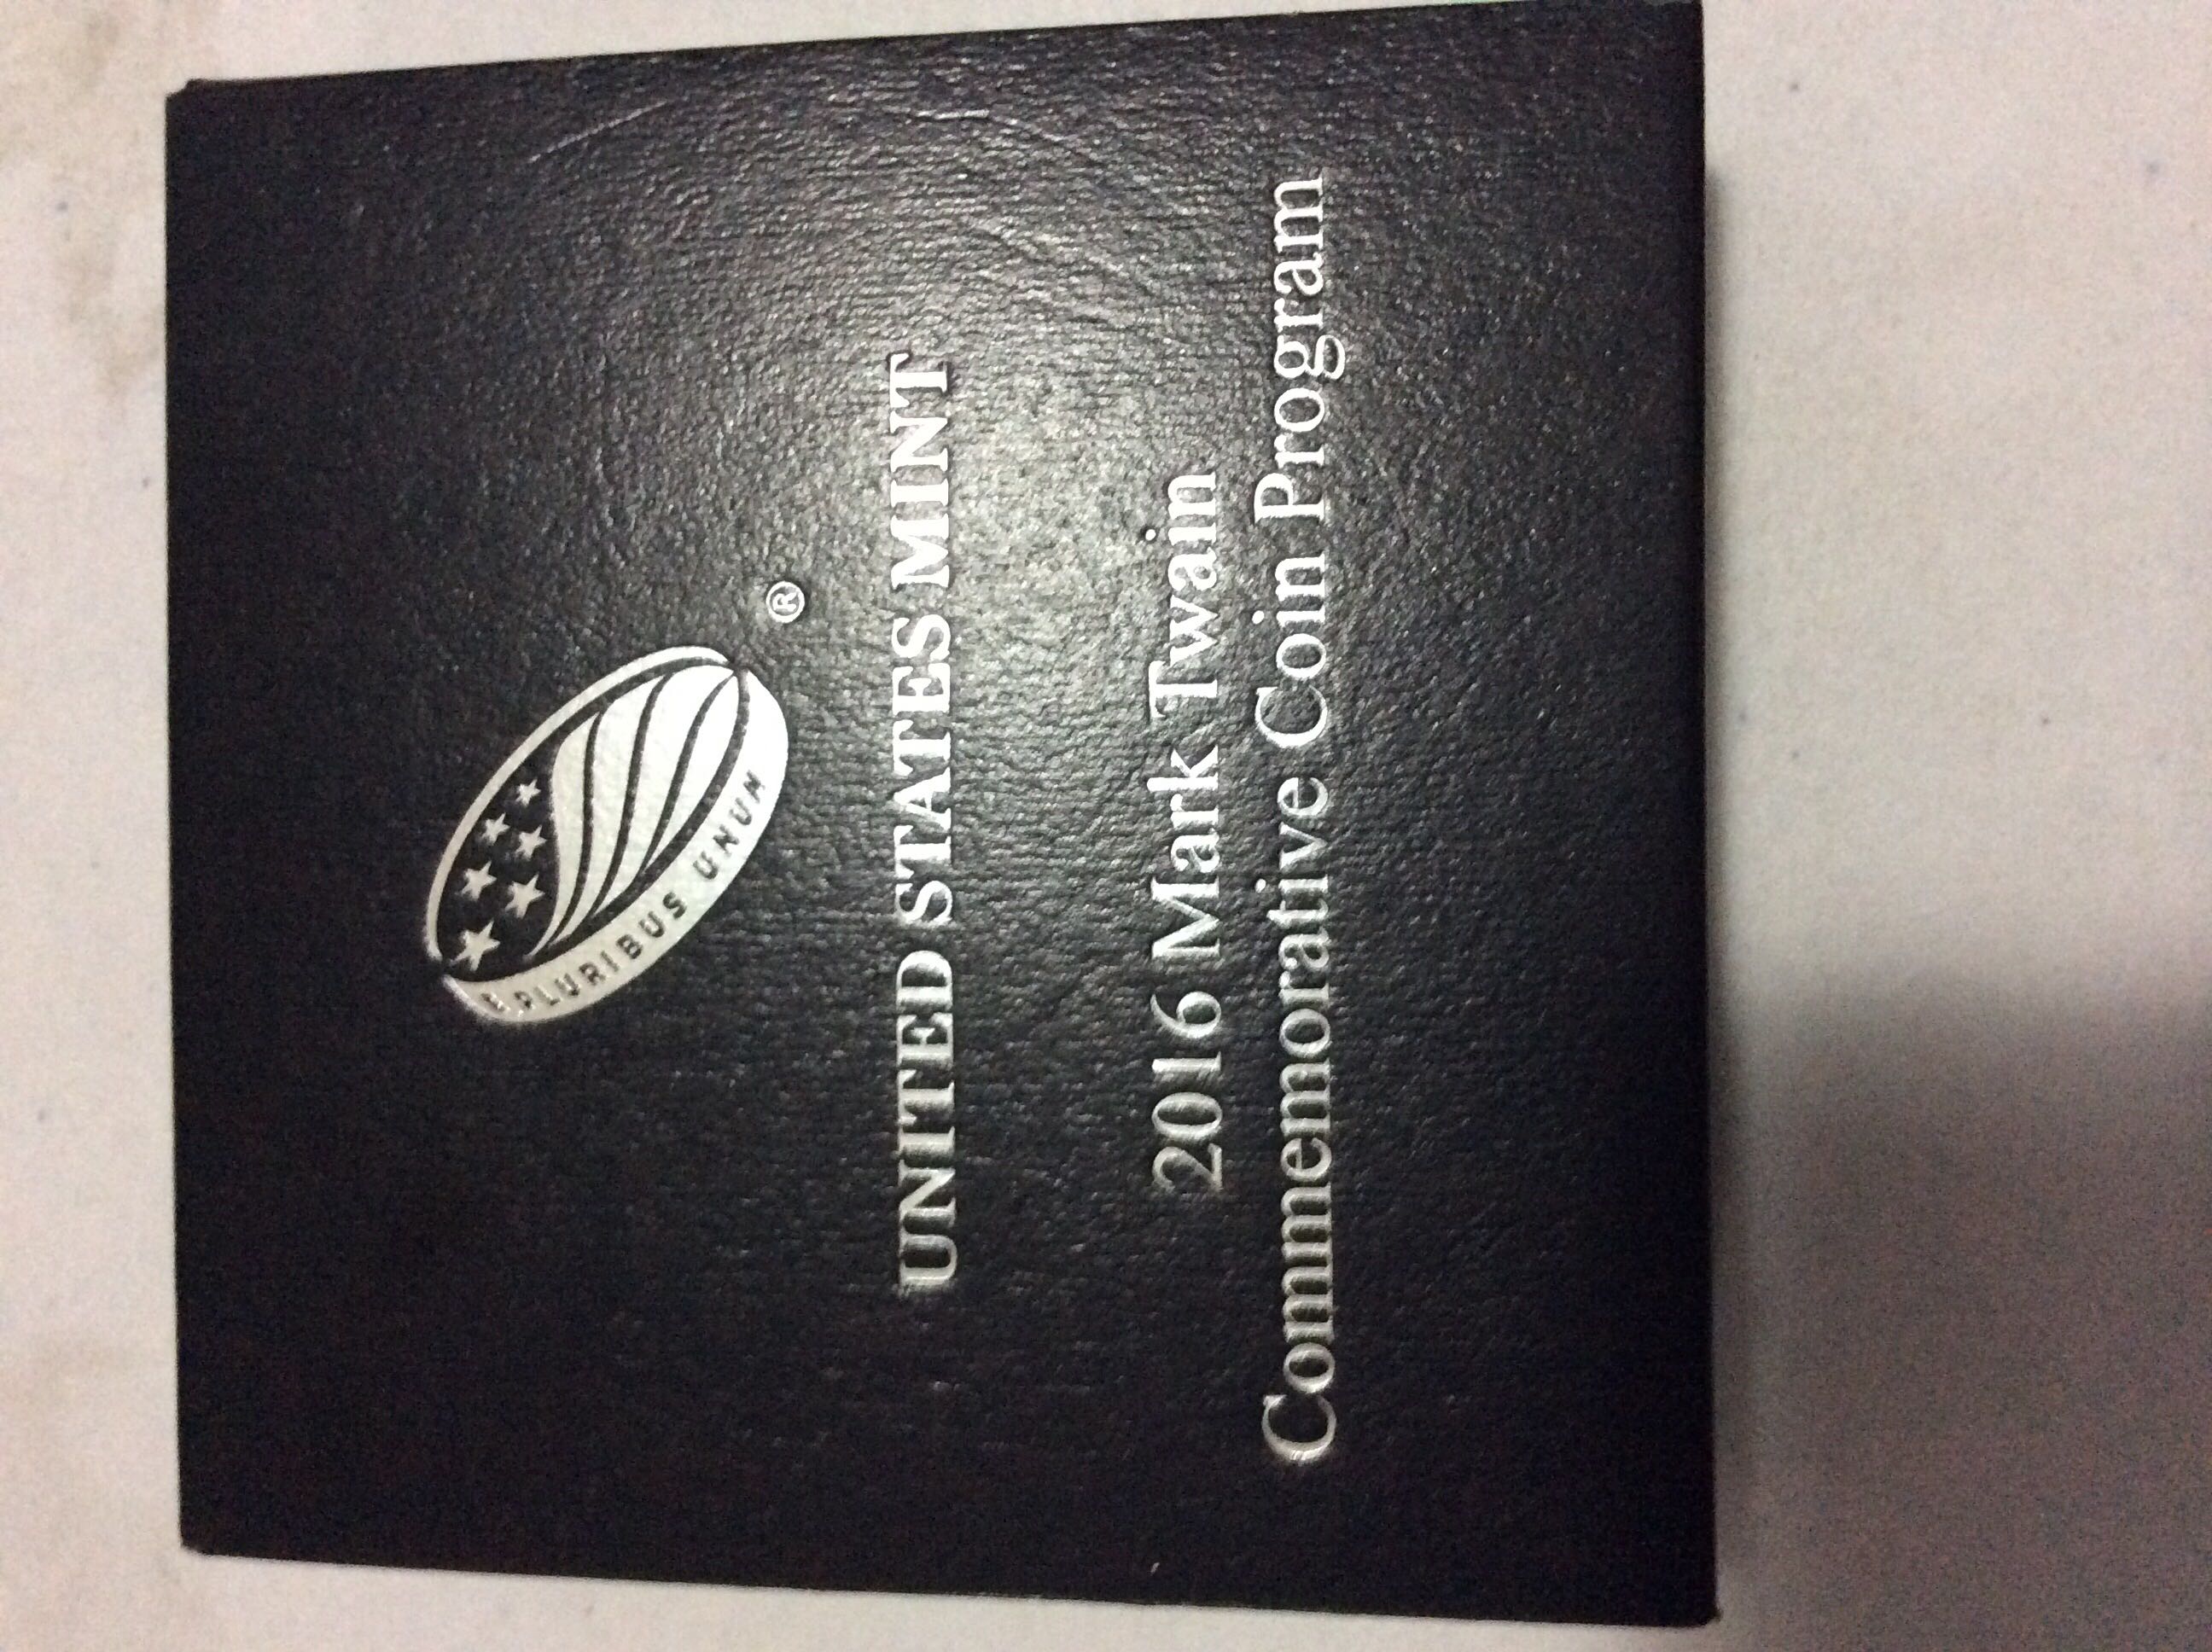 E PLURIBUS UNUM
®
UNITED STATES MINT
2016 Mark Twain
Commemorative Coin Program